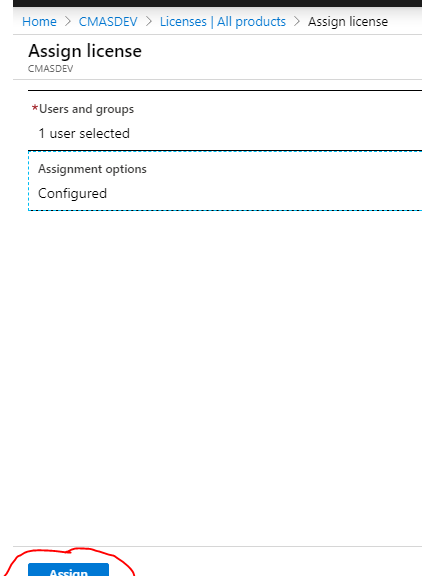 Home > CMASDEV > Licenses | All products > Assign license
Assign license
CMASDEV
*Users and groups
1 user selected
Assignment options
Configured
Assign